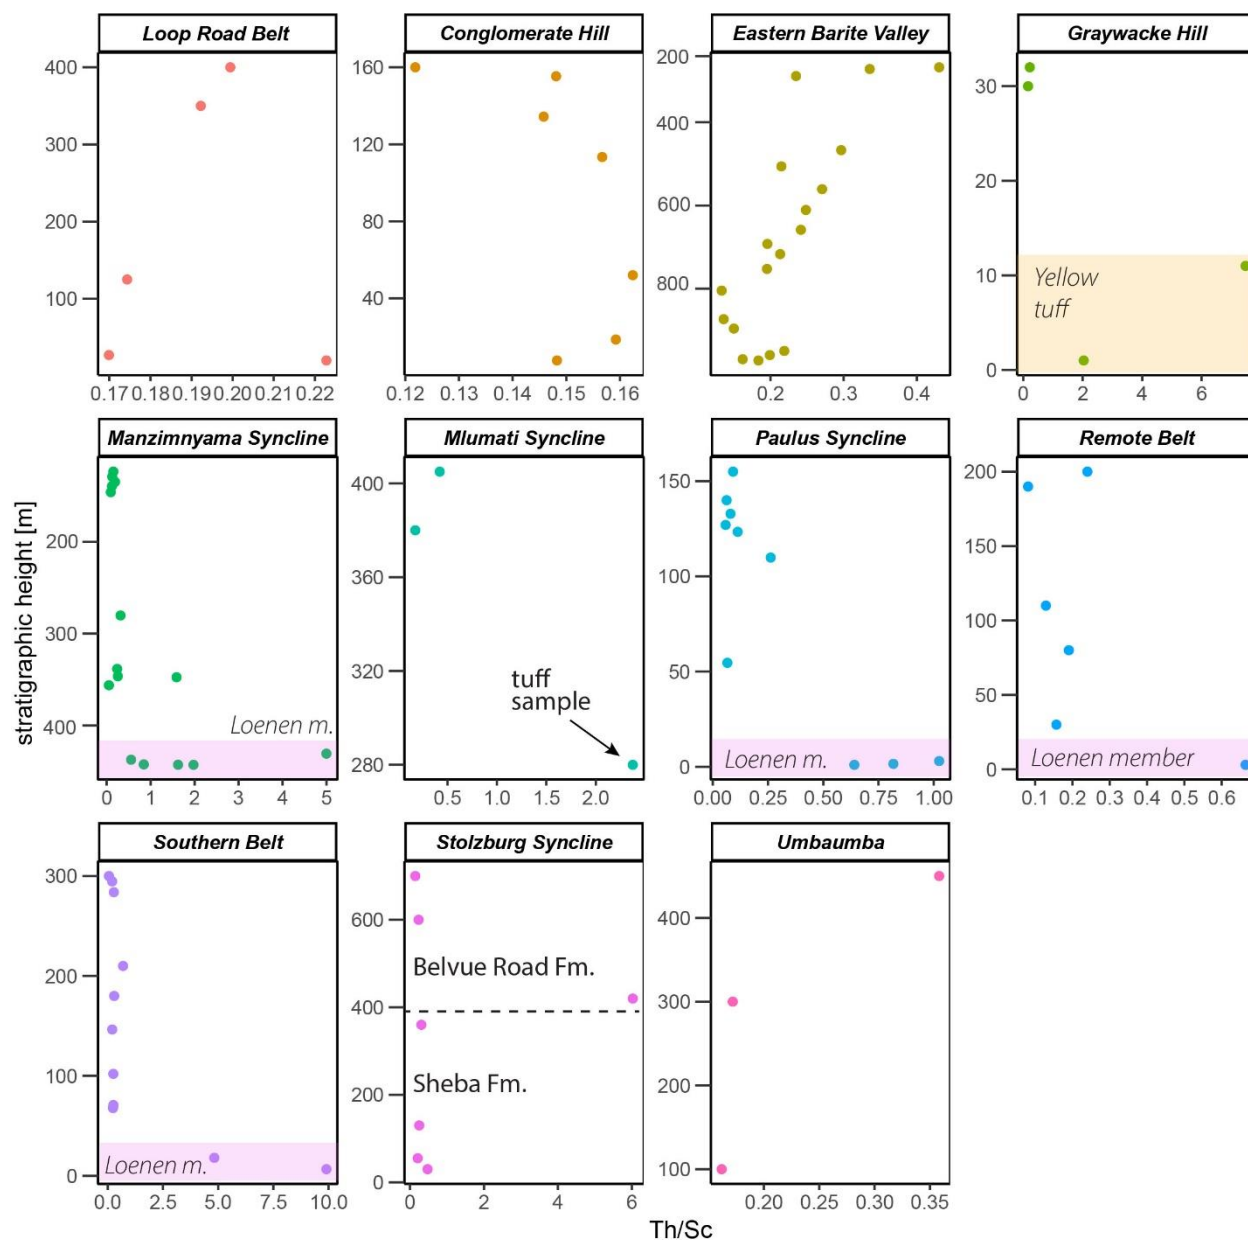 Loop Road Belt
Conglomerate Hill
Eastern Barite Valley
Graywacke Hill
400
300
200
100
0.17 0.18 0.19 0.20 0.21 0.22
160
120
80
40
0.12 0.13 0.14 0.15 0.16
200
400
600
800
0.2 0.3 0.4
30
20
10
0
Yellow
tuff
0 2 4 6
Manzimnyama Syncline
Mlumati Syncline
Paulus Syncline
Remote Belt
stratigraphic height [m]
200
300
400
Loenen m.
0 1 2 3 4 5
400
360
320
280
tuff
sample
0.5 1.0 1.5 2.0
150
100
50
0
Loenen m.
0.00 0.25 0.50 0.75 1.00
200
150
100
50
0
Loenen member
0.1 0.2 0.3 0.4 0.5 0.6
Southern Belt
Stolzburg Syncline
Umbaumba
300
200
100
0
Loenen m.
0.0 2.5 5.0 7.5 10.0
600
400
200
0
Belvue Road Fm.
Sheba Fm.
0 2 4 6
400
300
200
100
0.20 0.25 0.30 0.35
Th/Sc